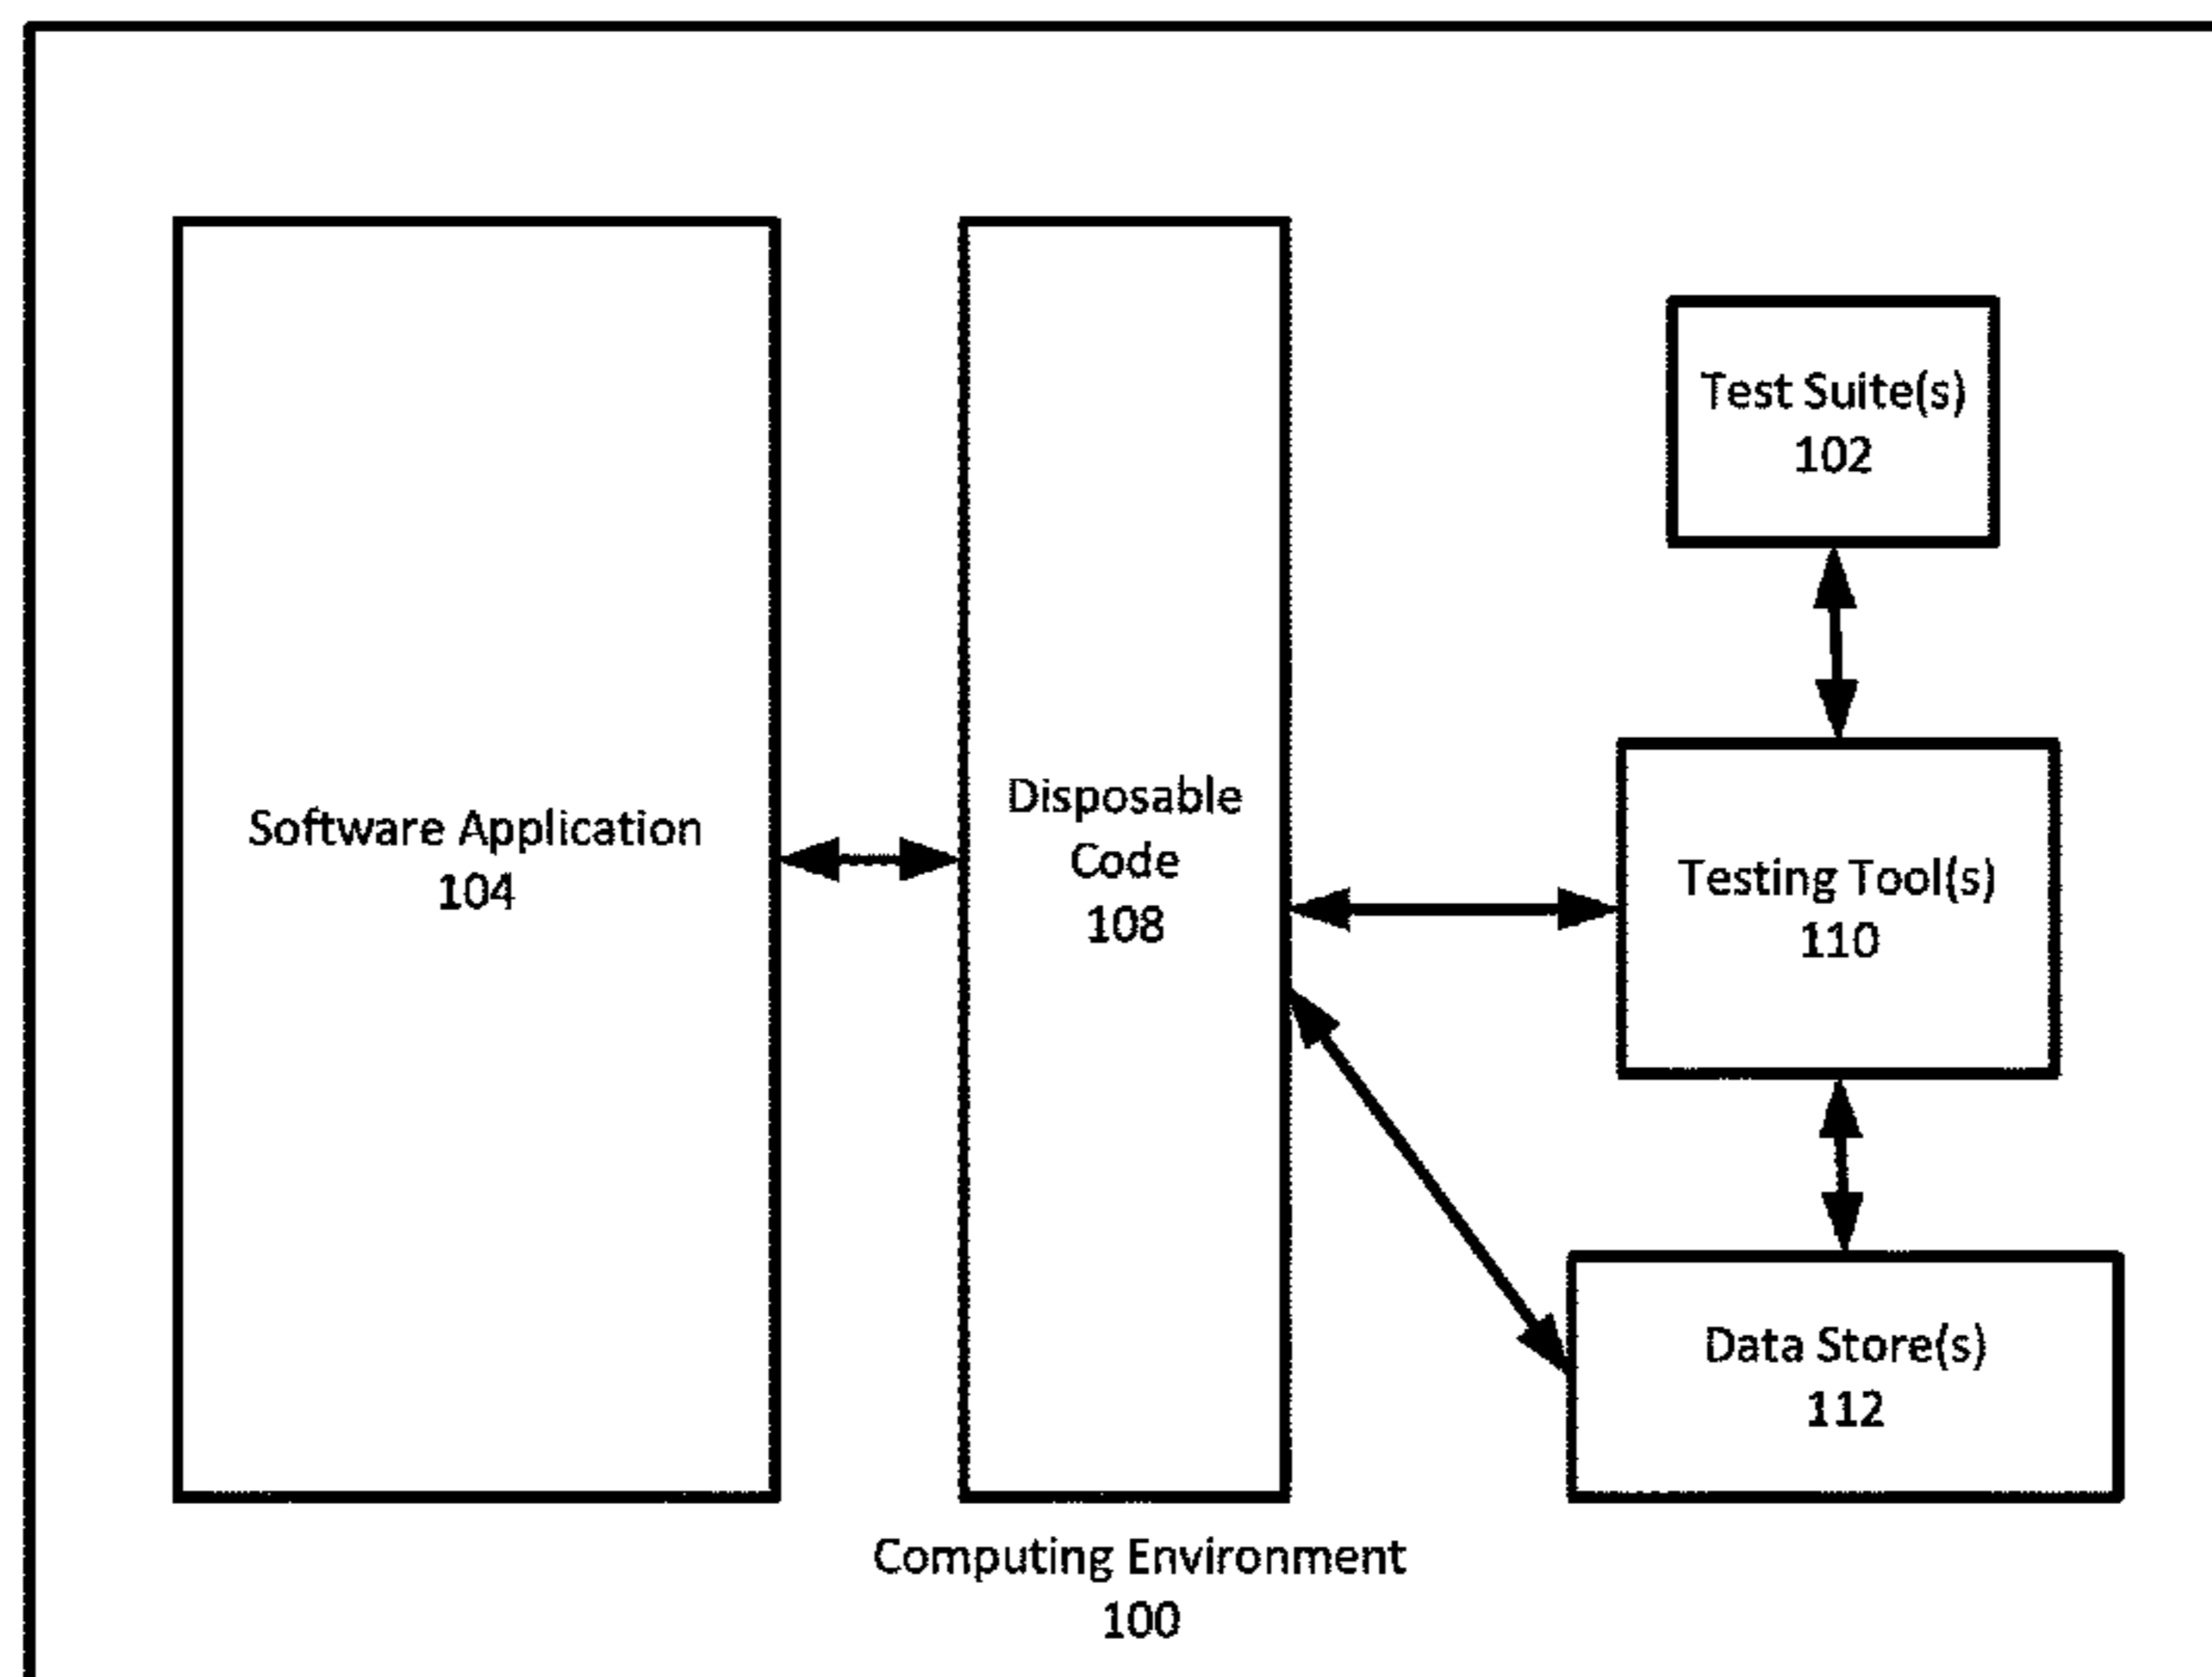 Test Suite(s)
102
Software Application
104
Disposable
Code
108
Testing Tool(s)
110
Data Store(s)
112
Computing Environment
100